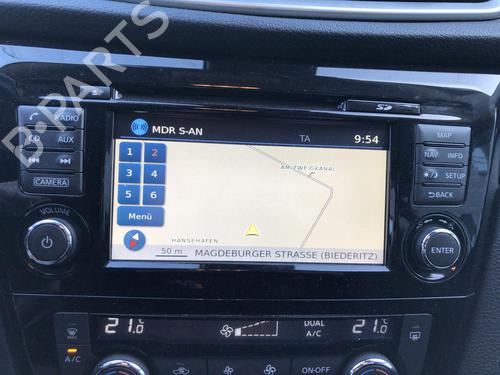 B-PARTS
SD
MDR S-AN
TA
9:54
RADIO
CD AUX
CAMERA
VOLUME
1 2
3 4
5 6
Menü
AM ZWEIGKANAL
HANSEHAFEN
50 m MAGDEBURGER STRASSE (BIEDERITZ)
MAP
NAV INFO
SETUP
BACK
ENTER
21.0
DUAL
A/C
21.0
A/C
ON·OFF